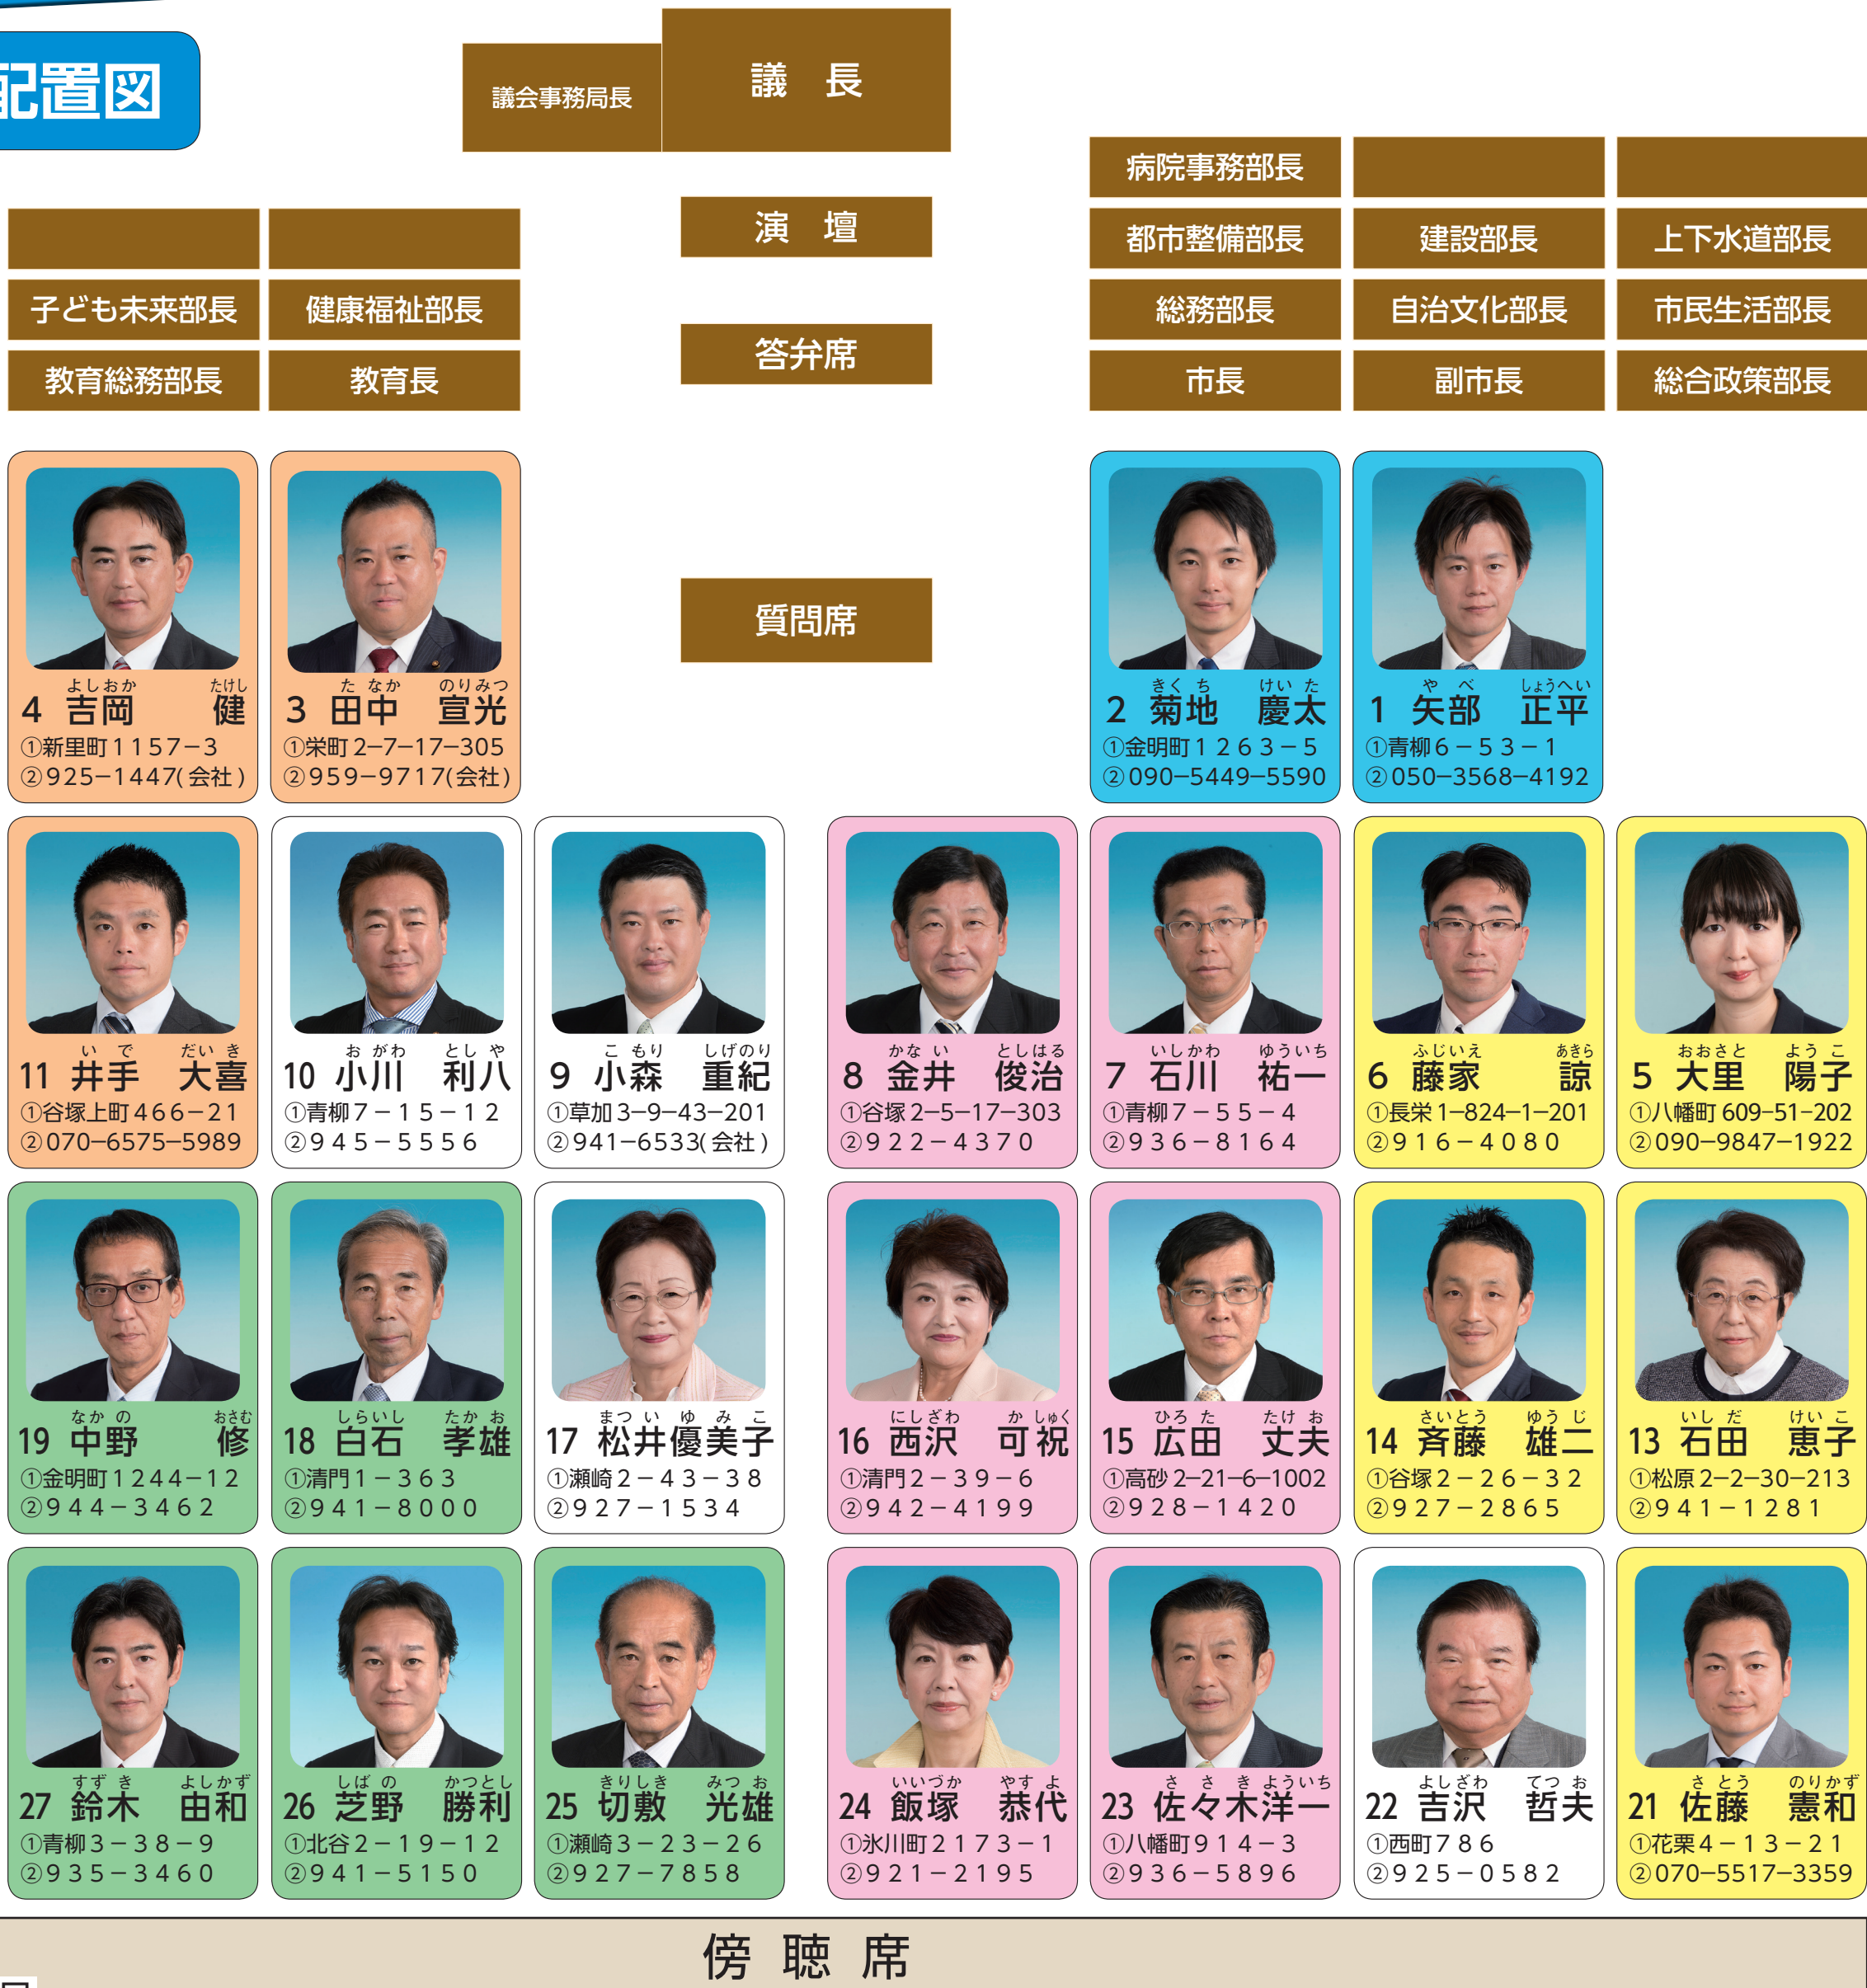 配置図
議会事務局長
議　長
演　壇
答弁席
質問席
病院事務部長
都市整備部長　建設部長　上下水道部長
総務部長　自治文化部長　市民生活部長
市長　副市長　総合政策部長
子ども未来部長　健康福祉部長
教育総務部長　教育長
よしおか　たけし
4 吉岡　健
①新里町1157−3
②925−1447(会社)
たなか　のりみつ
3 田中　宣光
①栄町2−7−17−305
②959−9717(会社)
きくち　けいた
2 菊地　慶太
①金明町1263−5
②090−5449−5590
やべ　しょうへい
1 矢部　正平
①青柳6−53−1
②050−3568−4192
いで　だいき
11 井手　大喜
①谷塚上町466−21
②070−6575−5989
おがわ　としや
10 小川　利八
①青柳7−15−12
②945−5556
こもり　しげのり
9 小森　重紀
①草加3−9−43−201
②941−6533(会社)
かない　としはる
8 金井　俊治
①谷塚2−5−17−303
②922−4370
いしかわ　ゆういち
7 石川　祐一
①青柳7−55−4
②936−8164
ふじいえ　あきら
6 藤家　諒
①長栄1−824−1−201
②916−4080
おおさと　ようこ
5 大里　陽子
①八幡町609−51−202
②090−9847−1922
なかの　おさむ
19 中野　修
①金明町1244−12
②944−3462
しらいし　たかお
18 白石　孝雄
①清門1−363
②941−8000
まつい　ゆみこ
17 松井優美子
①瀬崎2−43−38
②927−1534
にしざわ　かしゅく
16 西沢　可祝
①清門2−39−6
②942−4199
ひろた　たけお
15 広田　丈夫
①高砂2−21−6−1002
②928−1420
さいとう　ゆうじ
14 斉藤　雄二
①谷塚2−26−32
②927−2865
いしだ　けいこ
13 石田　恵子
①松原2−2−30−213
②941−1281
すずき　よしかず
27 鈴木　由和
①青柳3−38−9
②935−3460
しばの　かつとし
26 芝野　勝利
①北谷2−19−12
②941−5150
きりしき　みつお
25 切敷　光雄
①瀬崎3−23−26
②927−7858
いいづか　やすよ
24 飯塚　恭代
①氷川町2173−1
②921−2195
ささき　よういち
23 佐々木洋一
①八幡町914−3
②936−5896
よしざわ　てつお
22 吉沢　哲夫
①西町786
②925−0582
さとう　のりかず
21 佐藤　憲和
①花栗4−13−21
②070−5517−3359
傍聴席